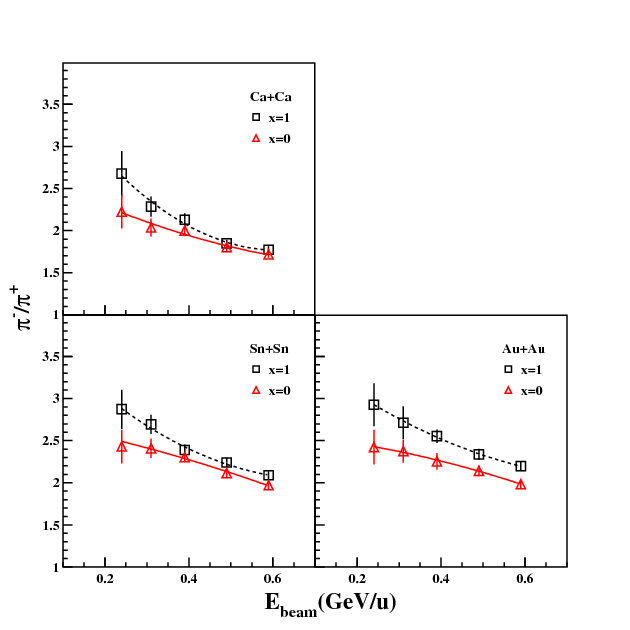 Ca+Ca
x=1
x=0
3.5
3
2.5
2
1.5
1
π⁻/π⁺
Sn+Sn
x=1
x=0
3.5
3
2.5
2
1.5
1
Au+Au
x=1
x=0
0.2 0.4 0.6 0.2 0.4 0.6
E_beam(GeV/u)